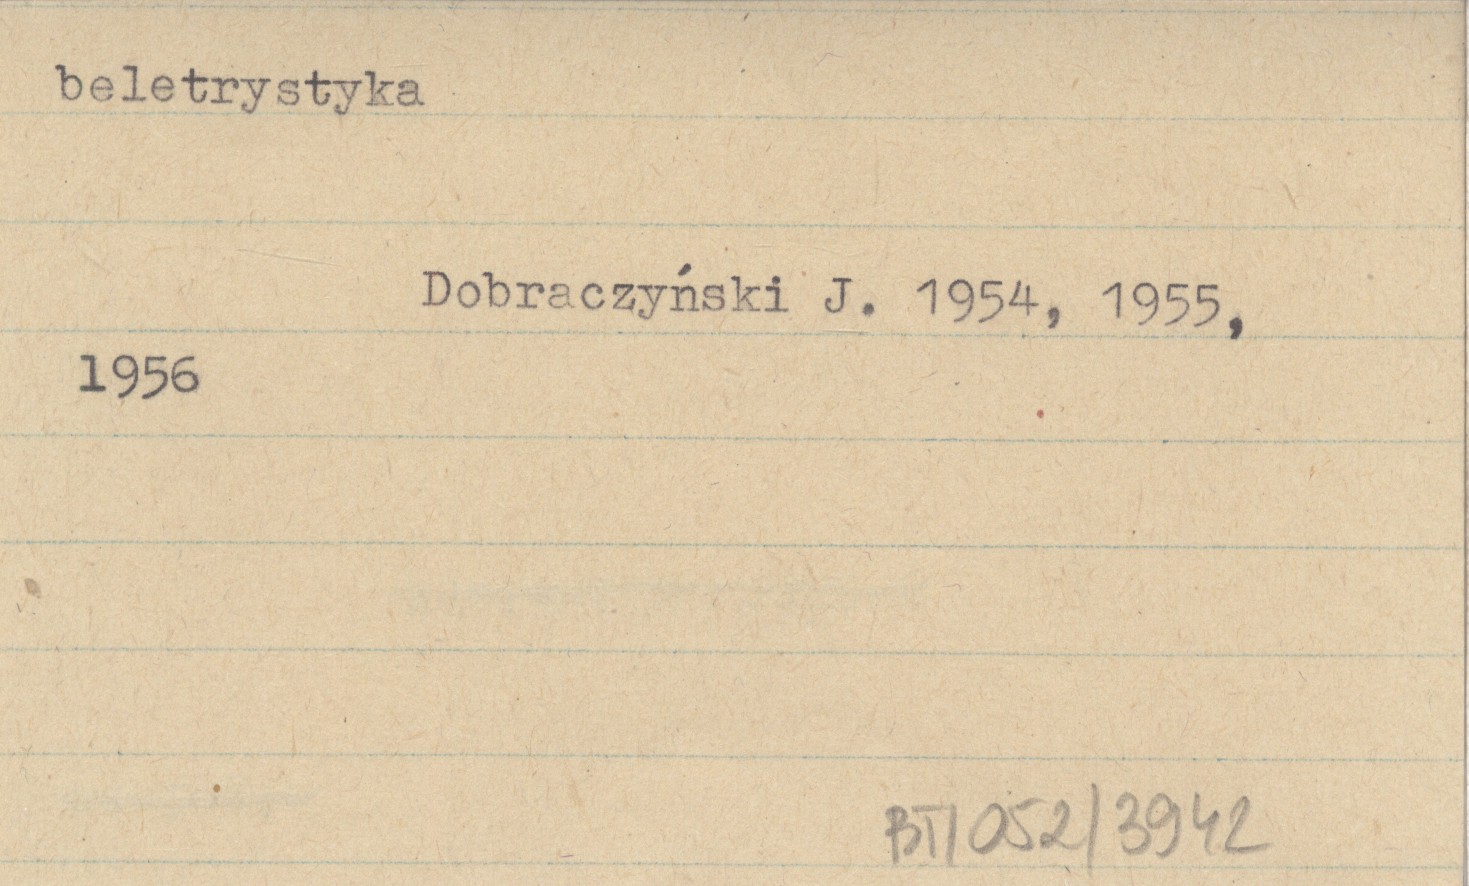 beletrystyka
Dobraczyński J. 1954, 1955,
1956
BT/052/3942